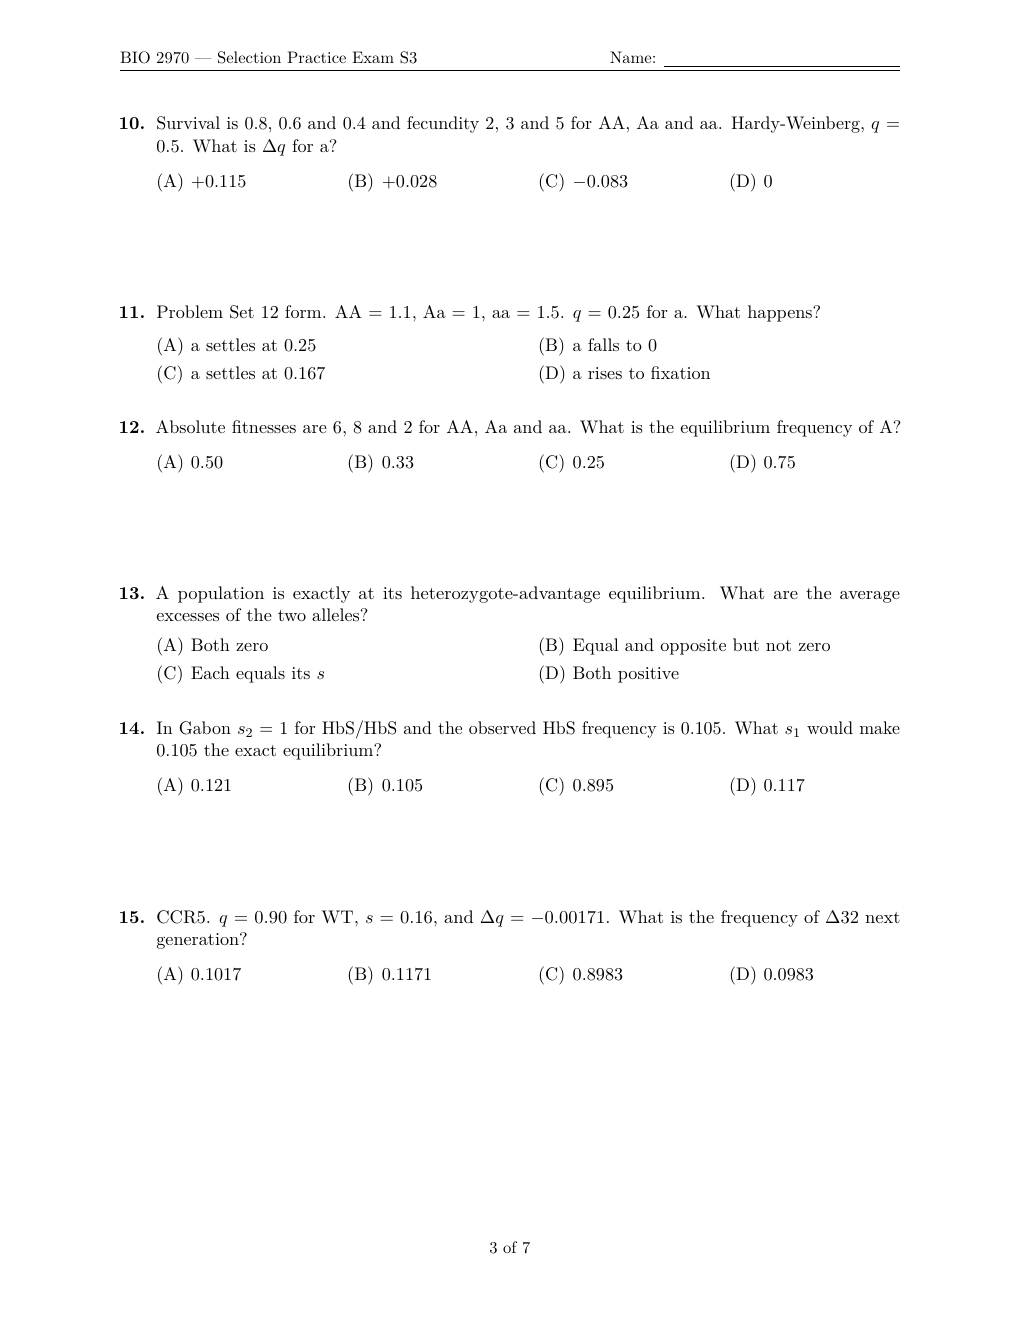 BIO 2970 — Selection Practice Exam S3 Name:
10. Survival is 0.8, 0.6 and 0.4 and fecundity 2, 3 and 5 for AA, Aa and aa. Hardy-Weinberg, q =
0.5. What is Δq for a?
(A) +0.115 (B) +0.028 (C) −0.083 (D) 0
11. Problem Set 12 form. AA = 1.1, Aa = 1, aa = 1.5. q = 0.25 for a. What happens?
(A) a settles at 0.25 (B) a falls to 0
(C) a settles at 0.167 (D) a rises to fixation
12. Absolute fitnesses are 6, 8 and 2 for AA, Aa and aa. What is the equilibrium frequency of A?
(A) 0.50 (B) 0.33 (C) 0.25 (D) 0.75
13. A population is exactly at its heterozygote-advantage equilibrium. What are the average
excesses of the two alleles?
(A) Both zero (B) Equal and opposite but not zero
(C) Each equals its s (D) Both positive
14. In Gabon s₂ = 1 for HbS/HbS and the observed HbS frequency is 0.105. What s₁ would make
0.105 the exact equilibrium?
(A) 0.121 (B) 0.105 (C) 0.895 (D) 0.117
15. CCR5. q = 0.90 for WT, s = 0.16, and Δq = −0.00171. What is the frequency of Δ32 next
generation?
(A) 0.1017 (B) 0.1171 (C) 0.8983 (D) 0.0983
3 of 7